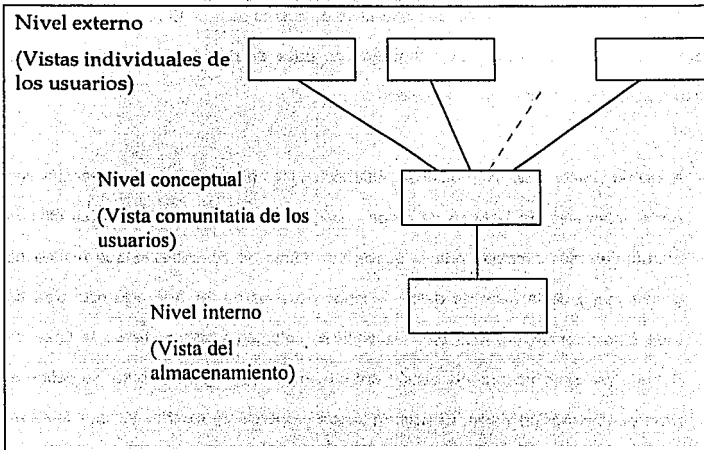 Nivel externo
(Vistas individuales de
los usuarios)
Nivel conceptual
(Vista comunitatia de los
usuarios)
Nivel interno
(Vista del
almacenamiento)